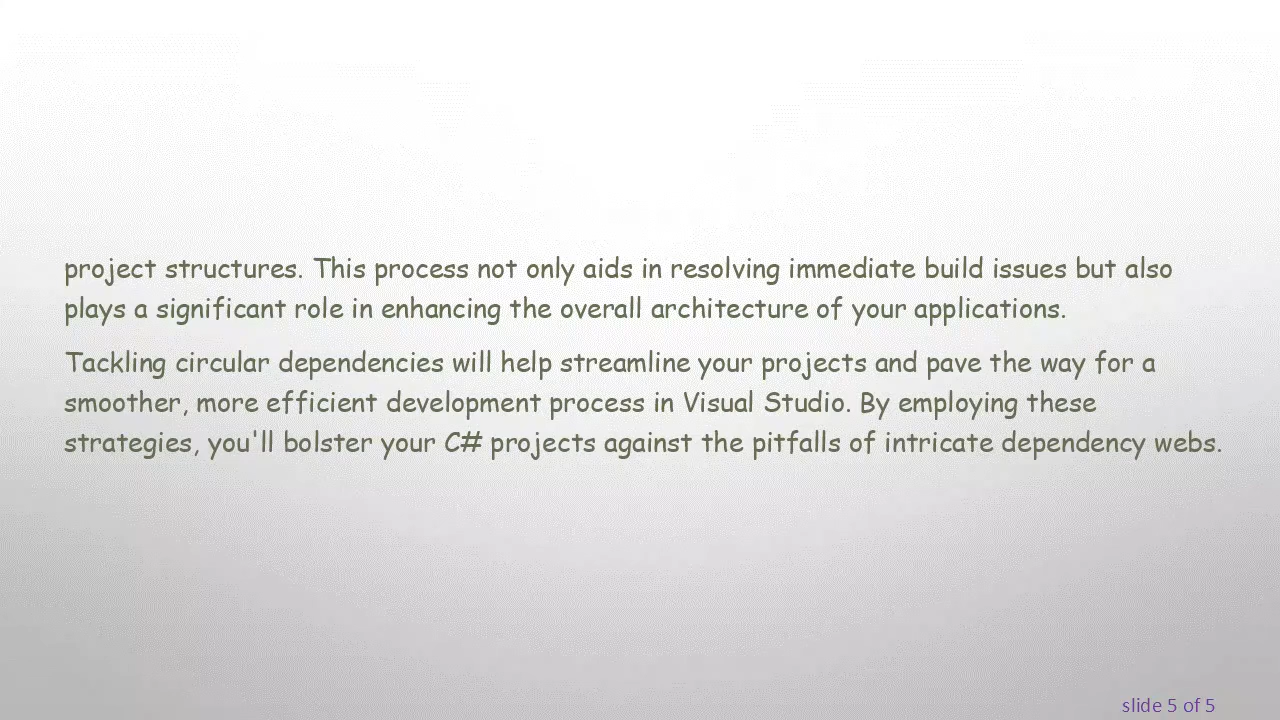 project structures. This process not only aids in resolving immediate build issues but also
plays a significant role in enhancing the overall architecture of your applications.
Tackling circular dependencies will help streamline your projects and pave the way for a
smoother, more efficient development process in Visual Studio. By employing these
strategies, you'll bolster your C# projects against the pitfalls of intricate dependency webs.
slide 5 of 5